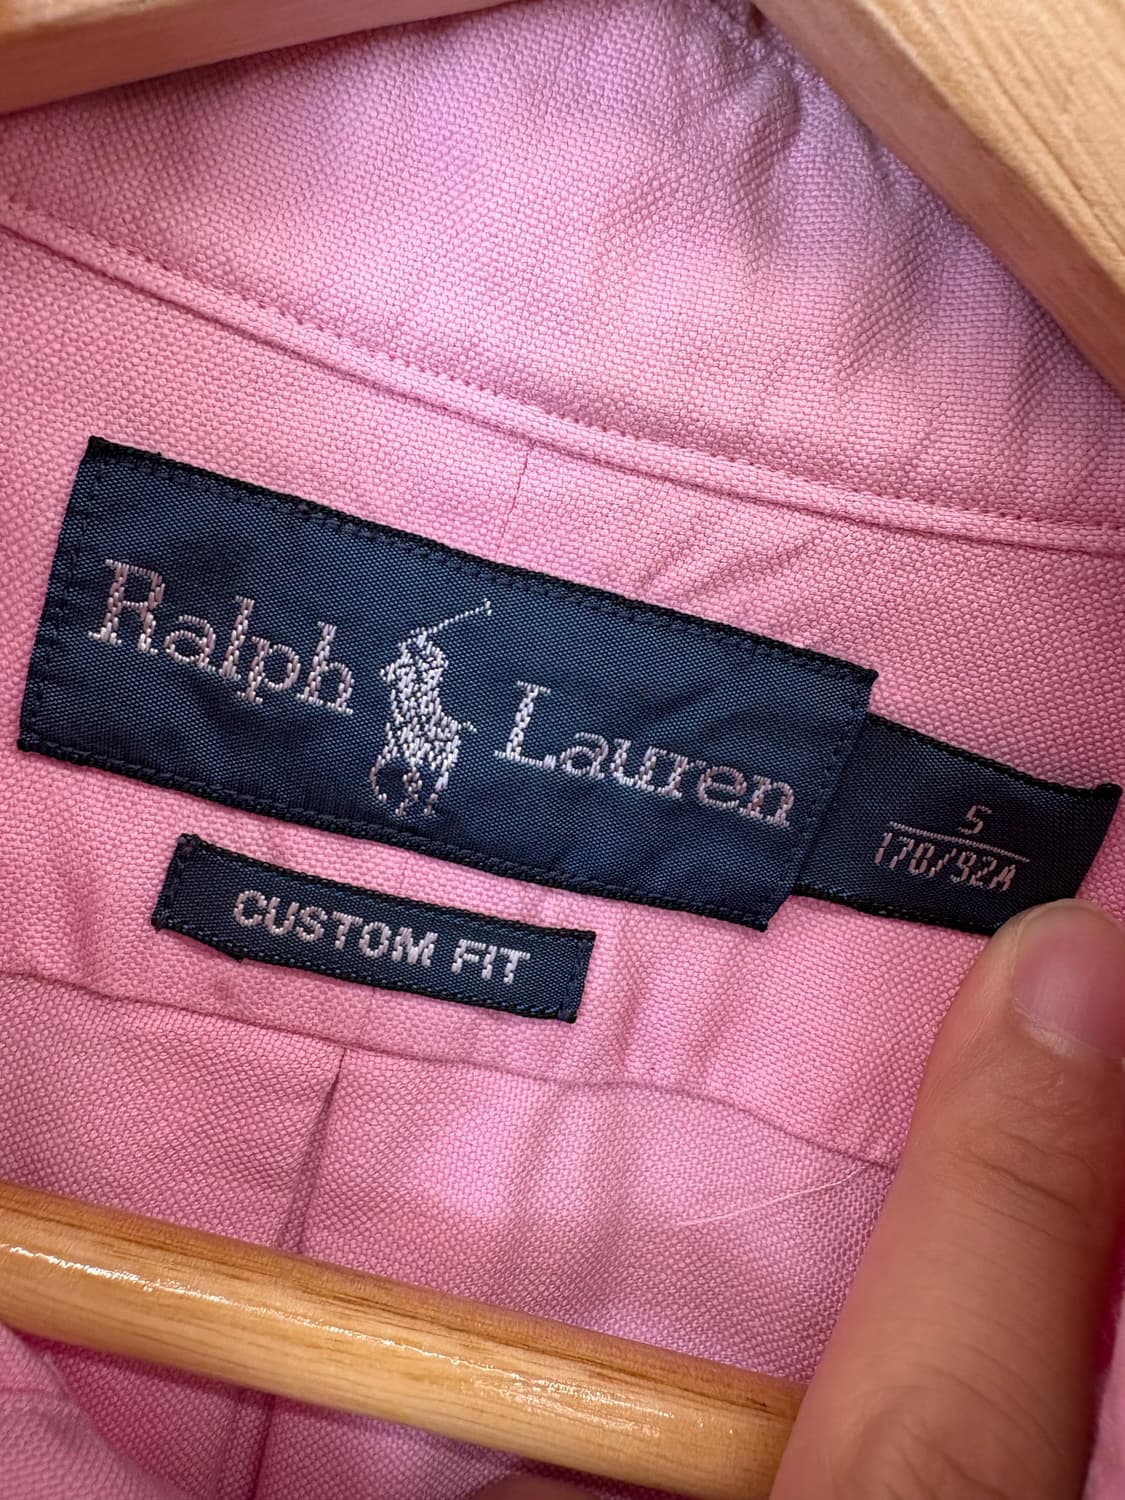 Ralph Lauren
S
170/92A
CUSTOM FIT